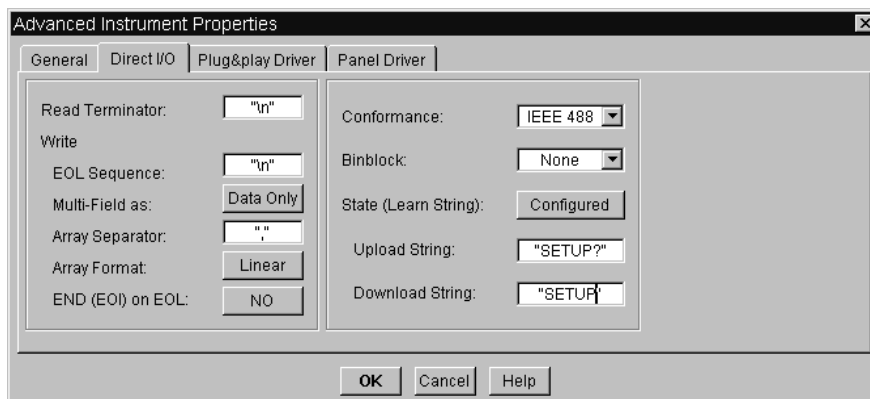 Advanced Instrument Properties
General Direct I/O Plug&play Driver Panel Driver
Read Terminator: "\n"
Write
EOL Sequence: "\n"
Multi-Field as: Data Only
Array Separator: ","
Array Format: Linear
END (EOI) on EOL: NO
Conformance: IEEE 488
Binblock: None
State (Learn String): Configured
Upload String: "SETUP?"
Download String: "SETUP"
OK Cancel Help